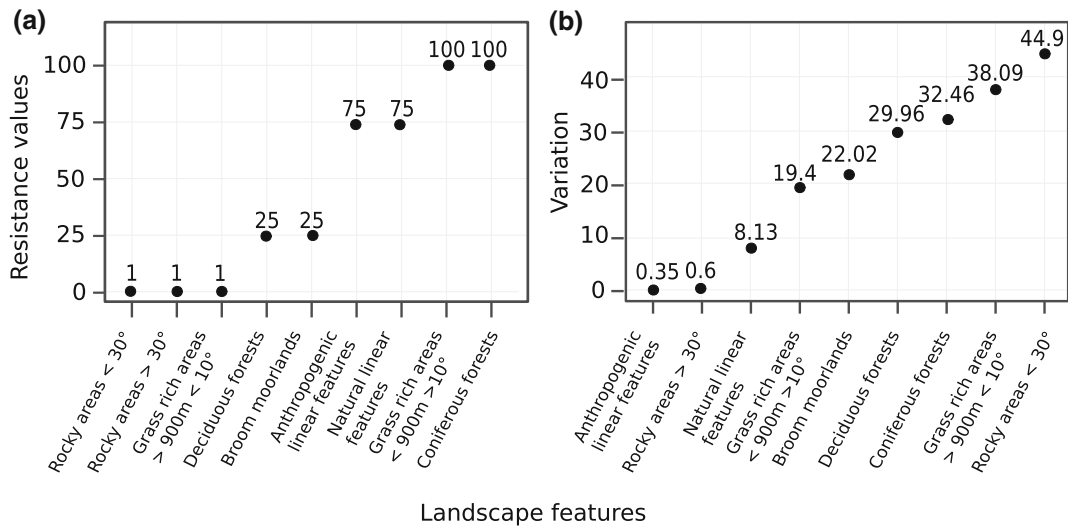 (a)
Resistance values
100
75
50
25
0
1
1
1
25
25
75
75
100
100
Rocky areas < 30°
Rocky areas > 30°
Grass rich areas
> 900m < 10°
Deciduous forests
Broom moorlands
Anthropogenic
linear features
Natural linear
features
Grass rich areas
< 900m >10°
Coniferous forests
(b)
Variation
40
30
20
10
0
0.35
0.6
8.13
19.4
22.02
29.96
32.46
38.09
44.9
Anthropogenic
linear features
Rocky areas > 30°
Natural linear
features
Grass rich areas
< 900m >10°
Broom moorlands
Deciduous forests
Coniferous forests
Grass rich areas
> 900m < 10°
Rocky areas < 30°
Landscape features